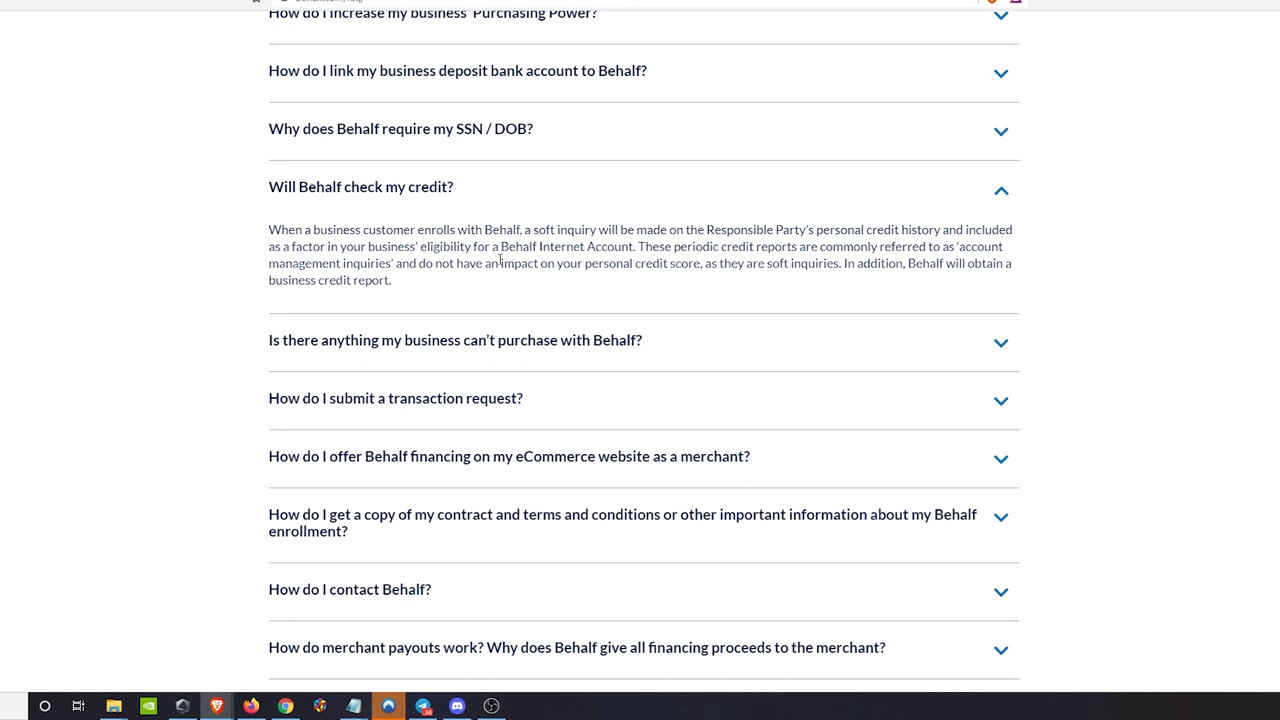 How do I increase my business' Purchasing Power?
How do I link my business deposit bank account to Behalf?
Why does Behalf require my SSN / DOB?
Will Behalf check my credit?
When a business customer enrolls with Behalf, a soft inquiry will be made on the Responsible Party’s personal credit history and included
as a factor in your business’ eligibility for a Behalf Internet Account. These periodic credit reports are commonly referred to as ‘account
management inquiries’ and do not have an impact on your personal credit score, as they are soft inquiries. In addition, Behalf will obtain a
business credit report.
Is there anything my business can’t purchase with Behalf?
How do I submit a transaction request?
How do I offer Behalf financing on my eCommerce website as a merchant?
How do I get a copy of my contract and terms and conditions or other important information about my Behalf
enrollment?
How do I contact Behalf?
How do merchant payouts work? Why does Behalf give all financing proceeds to the merchant?